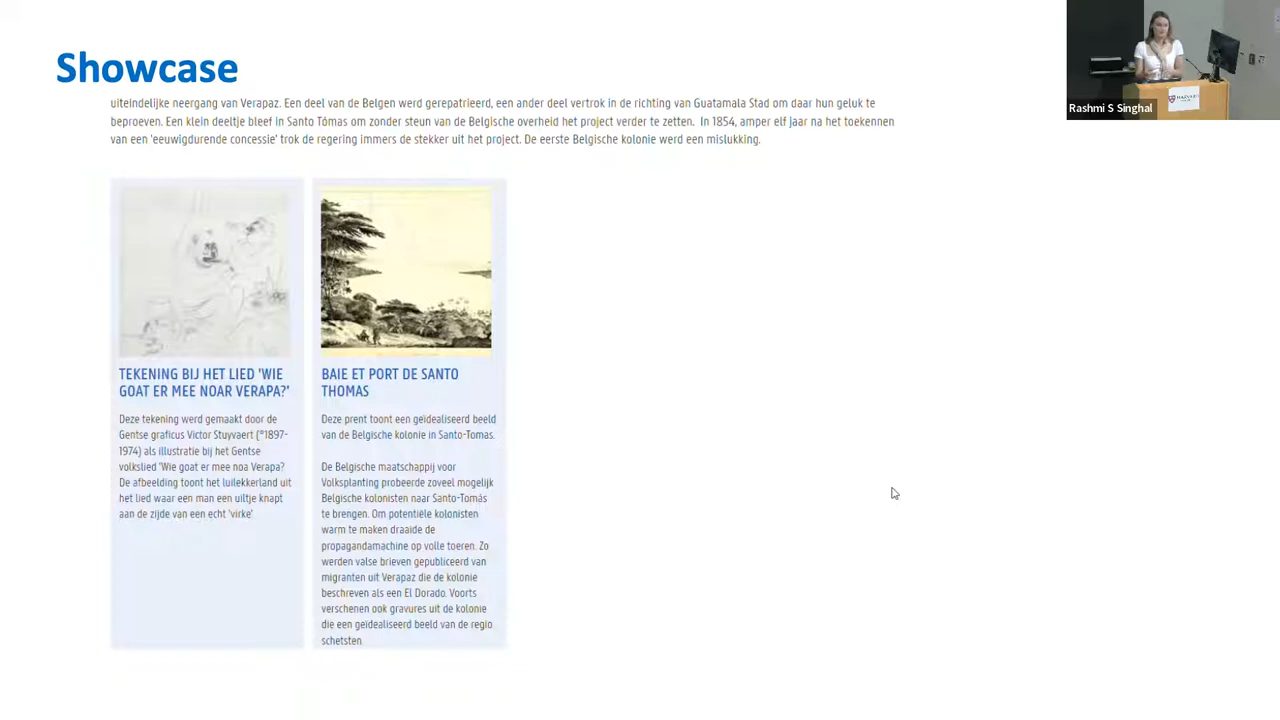 Showcase
uiteindelijke neergang van Verapaz. Een deel van de Belgen werd gerepatrieerd, een ander deel vertrok in de richting van Guatamala Stad om daar hun geluk te
beproeven. Een klein deeltje bleef in Santo Tómas om zonder steun van de Belgische overheid het project verder te zetten. In 1854, amper elf jaar na het toekennen
van een 'eeuwigdurende concessie' trok de regering immers de stekker uit het project. De eerste Belgische kolonie werd een mislukking.
TEKENING BIJ HET LIED 'WIE
GOAT ER MEE NOAR VERAPA?'
Deze tekening werd gemaakt door de
Gentse graficus Victor Stuyvaert (°1897-
1974) als illustratie bij het Gentse
volkslied 'Wie goat er mee noa Verapa?
De afbeelding toont het luilekkerland uit
het lied waar een man een uiltje knapt
aan de zijde van een echt 'virke'
BAIE ET PORT DE SANTO
THOMAS
Deze prent toont een geïdealiseerd beeld
van de Belgische kolonie in Santo-Tomas.
De Belgische maatschappij voor
Volksplanting probeerde zoveel mogelijk
Belgische kolonisten naar Santo-Tomás
te brengen. Om potentiële kolonisten
warm te maken draaide de
propagandamachine op volle toeren. Zo
werden valse brieven gepubliceerd van
migranten uit Verapaz die de kolonie
beschreven als een El Dorado. Voorts
verschenen ook gravures uit de kolonie
die een geïdealiseerd beeld van de regio
schetsten.
Rashmi S Singhal
HARVARD